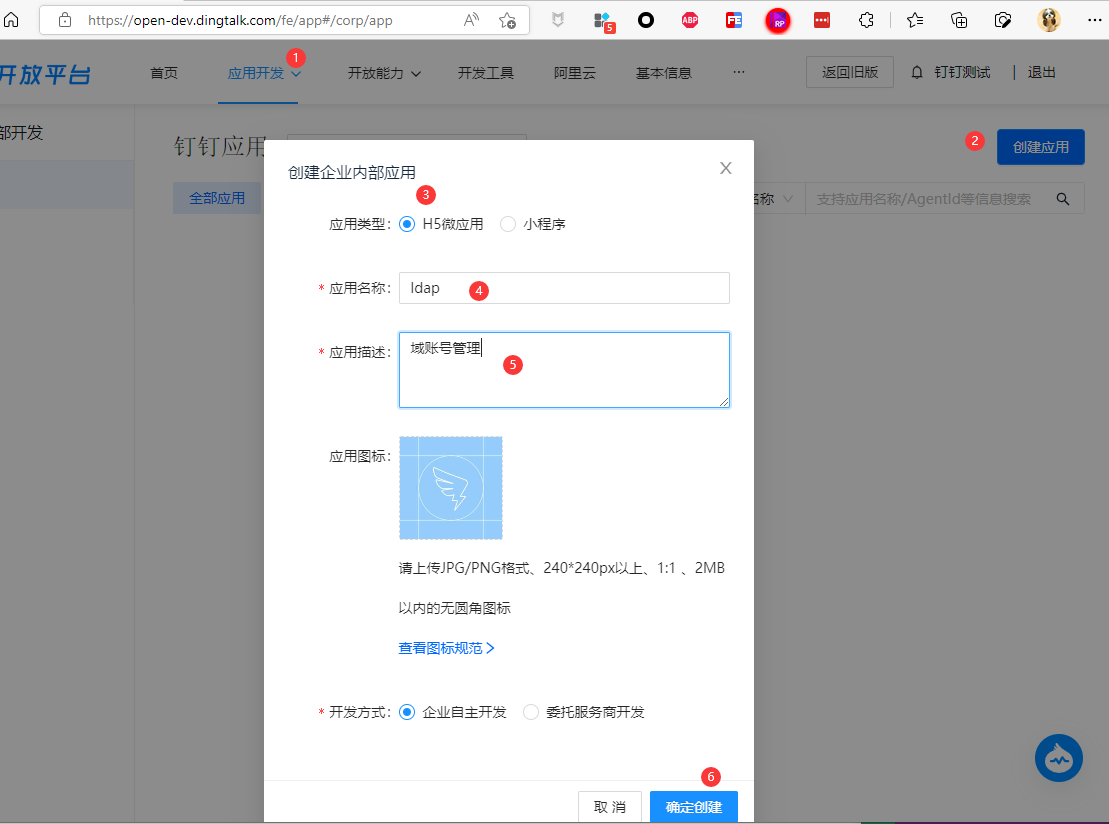 https://open-dev.dingtalk.com/fe/app#/corp/app
5
ABP
FE
RP
开放平台
首页
应用开发
1
开放能力
开发工具
阿里云
基本信息
···
返回旧版
钉钉测试
退出
部开发
钉钉应用
2
创建应用
全部应用
名称
支持应用名称/AgentId等信息搜索
创建企业内部应用
3
应用类型：
H5微应用
小程序
* 应用名称：
ldap
4
* 应用描述：
域账号管理
5
应用图标：
请上传JPG/PNG格式、240*240px以上、1:1 、2MB
以内的无圆角图标
查看图标规范
* 开发方式：
企业自主开发
委托服务商开发
6
取 消
确定创建